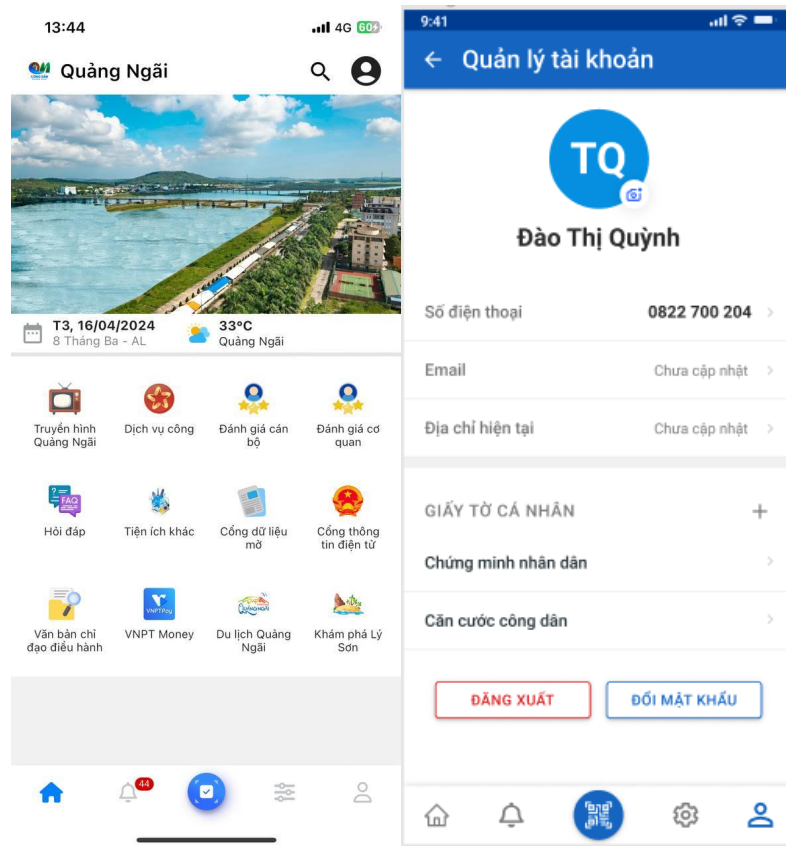 13:44
4G 60
Quảng Ngãi
T3, 16/04/2024
8 Tháng Ba - AL
33°C
Quảng Ngãi
Truyền hình
Quảng Ngãi
Dịch vụ công
Đánh giá cán
bộ
Đánh giá cơ
quan
FAQ
Hỏi đáp
Tiện ích khác
Cổng dữ liệu
mở
Cổng thông
tin điện tử
Văn bản chỉ
đạo điều hành
VNPTPay
VNPT Money
QUẢNG NGÃI
Du lịch Quảng
Ngãi
Khám phá Lý
Sơn
44
9:41
Quản lý tài khoản
TQ
Đào Thị Quỳnh
Số điện thoại
0822 700 204
Email
Chưa cập nhật
Địa chỉ hiện tại
Chưa cập nhật
GIẤY TỜ CÁ NHÂN
Chứng minh nhân dân
Căn cước công dân
ĐĂNG XUẤT
ĐỔI MẬT KHẨU